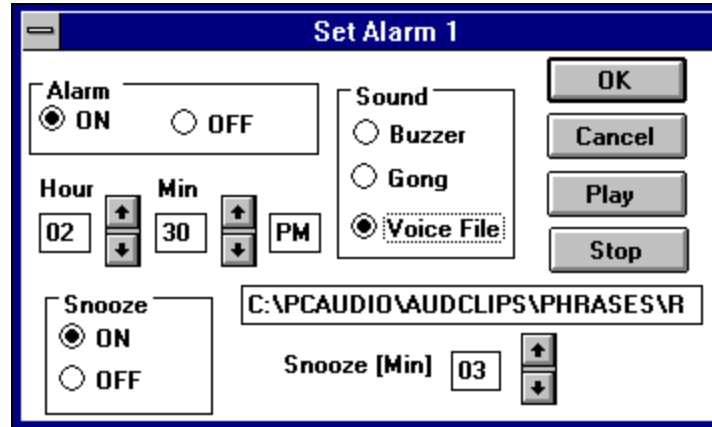 Set Alarm 1
Alarm
ON OFF
Hour Min
02 30 PM
Sound
Buzzer
Gong
Voice File
OK
Cancel
Play
Stop
Snooze
ON
OFF
C:\PCAUDIO\AUDCLIPS\PHRASES\R
Snooze [Min] 03